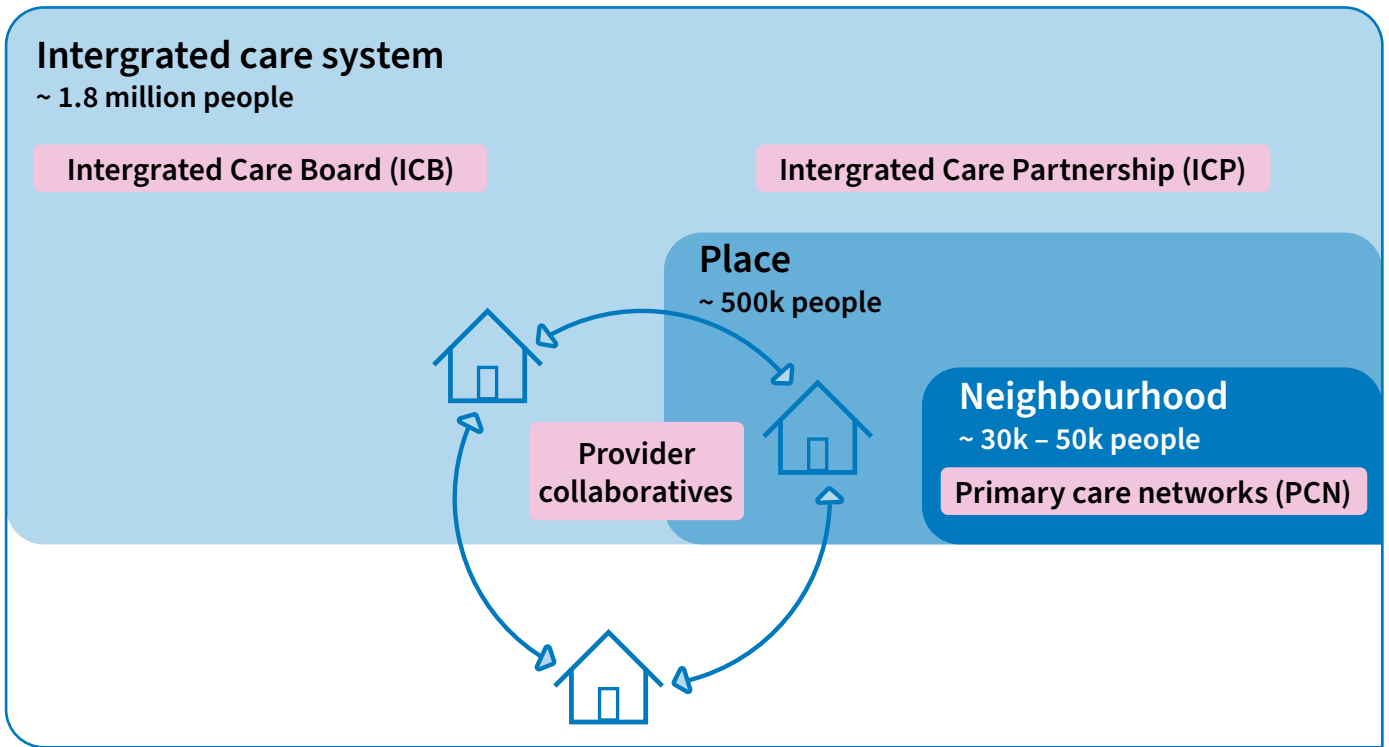 Intergrated care system
~ 1.8 million people
Intergrated Care Board (ICB)
Intergrated Care Partnership (ICP)
Place
~ 500k people
Neighbourhood
~ 30k – 50k people
Primary care networks (PCN)
Provider
collaboratives